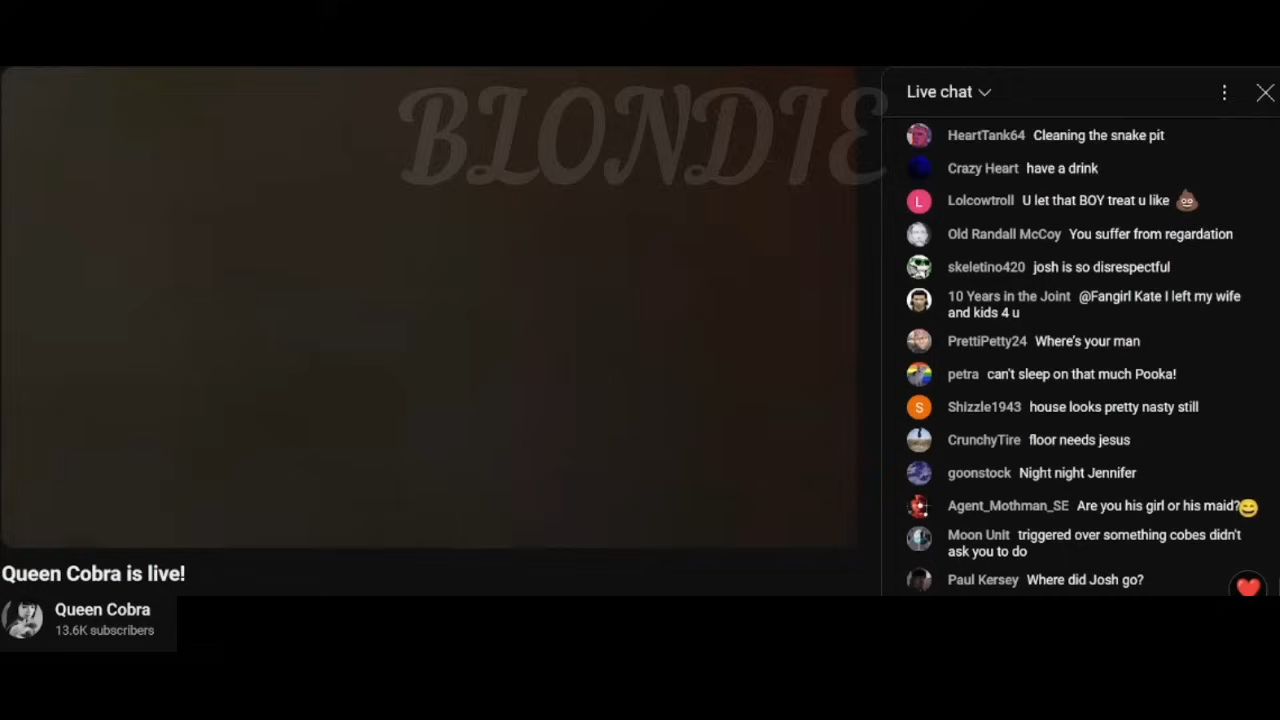 BLONDIE
Live chat
HeartTank64 Cleaning the snake pit
Crazy Heart have a drink
L
Lolcowtroll U let that BOY treat u like 💩
Old Randall McCoy You suffer from regardation
skeletino420 josh is so disrespectful
10 Years in the Joint @Fangirl Kate I left my wife
and kids 4 u
PrettiPetty24 Where's your man
petra can't sleep on that much Pooka!
S
Shizzle1943 house looks pretty nasty still
CrunchyTire floor needs jesus
goonstock Night night Jennifer
Agent_Mothman_SE Are you his girl or his maid?😅
Moon Unit triggered over something cobes didn't
ask you to do
Paul Kersey Where did Josh go?
Queen Cobra is live!
Queen Cobra
13.6K subscribers